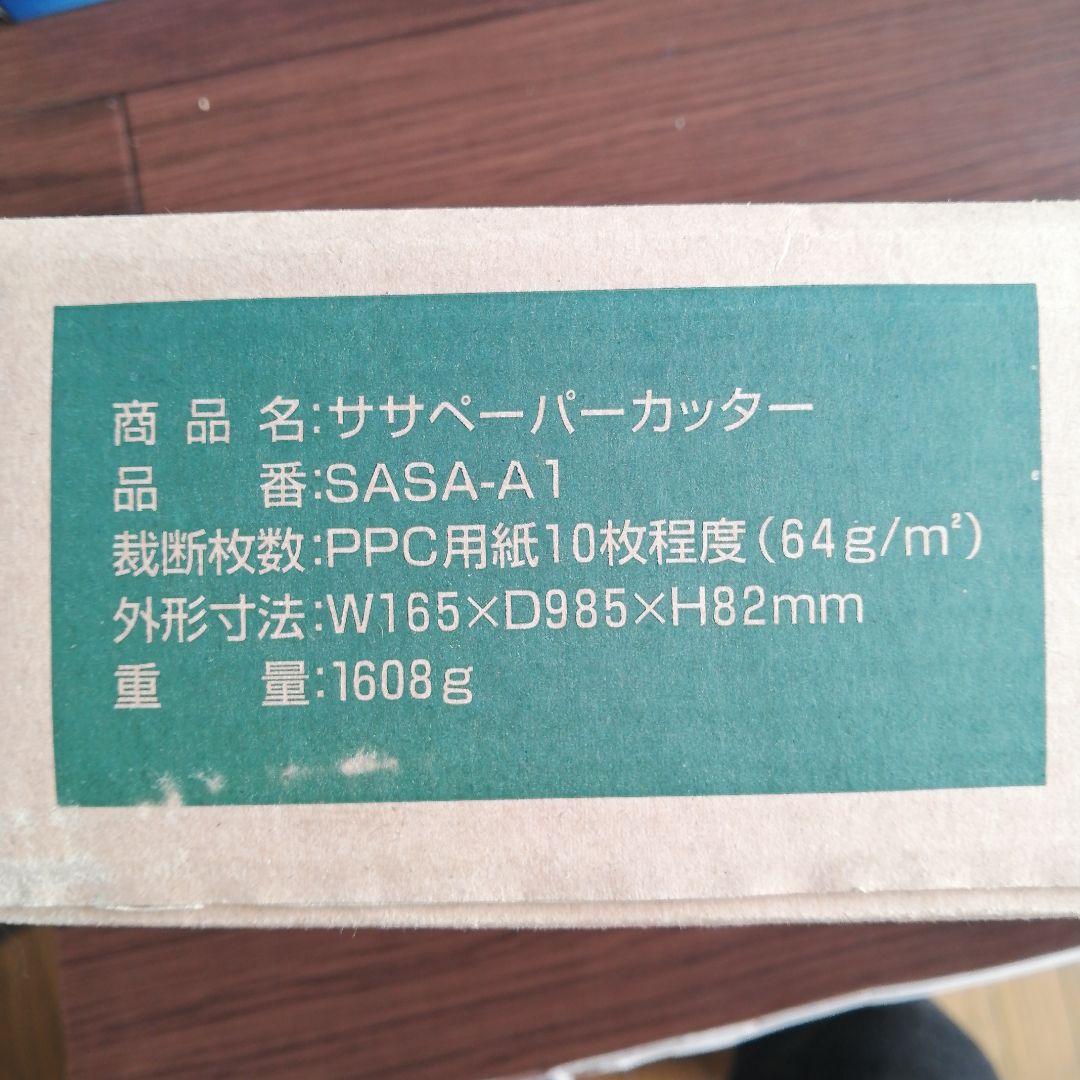 商品名:ササペーパーカッター
品番:SASA-A1
裁断枚数:PPC用紙10枚程度(64g/m²)
外形寸法:W165×D985×H82mm
重量:1608g